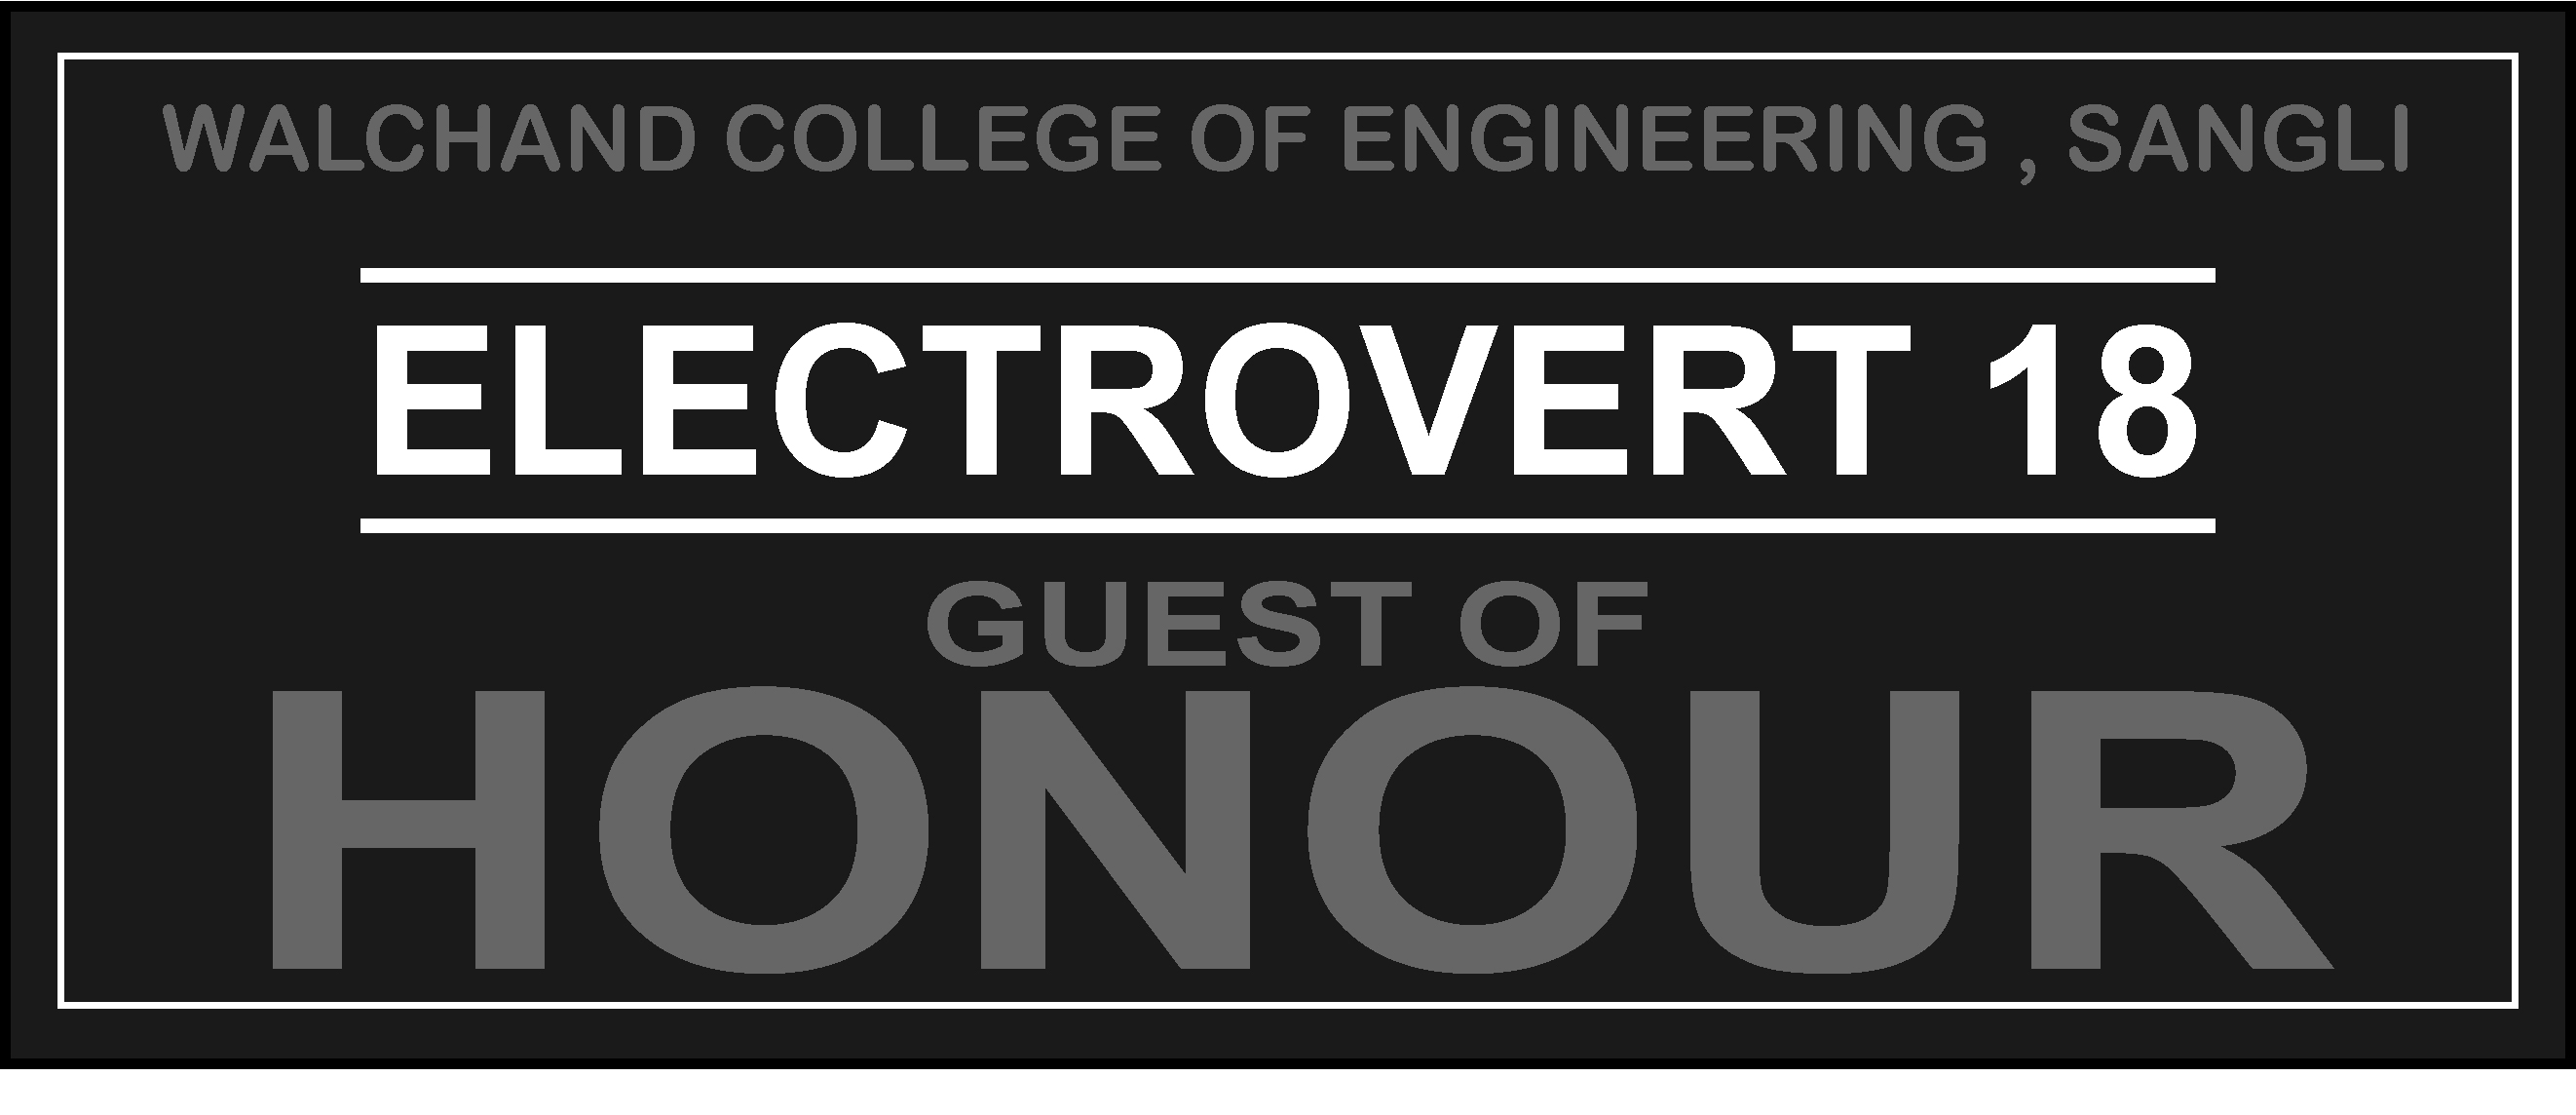 WALCHAND COLLEGE OF ENGINEERING , SANGLI
ELECTROVERT 18
GUEST OF
HONOUR